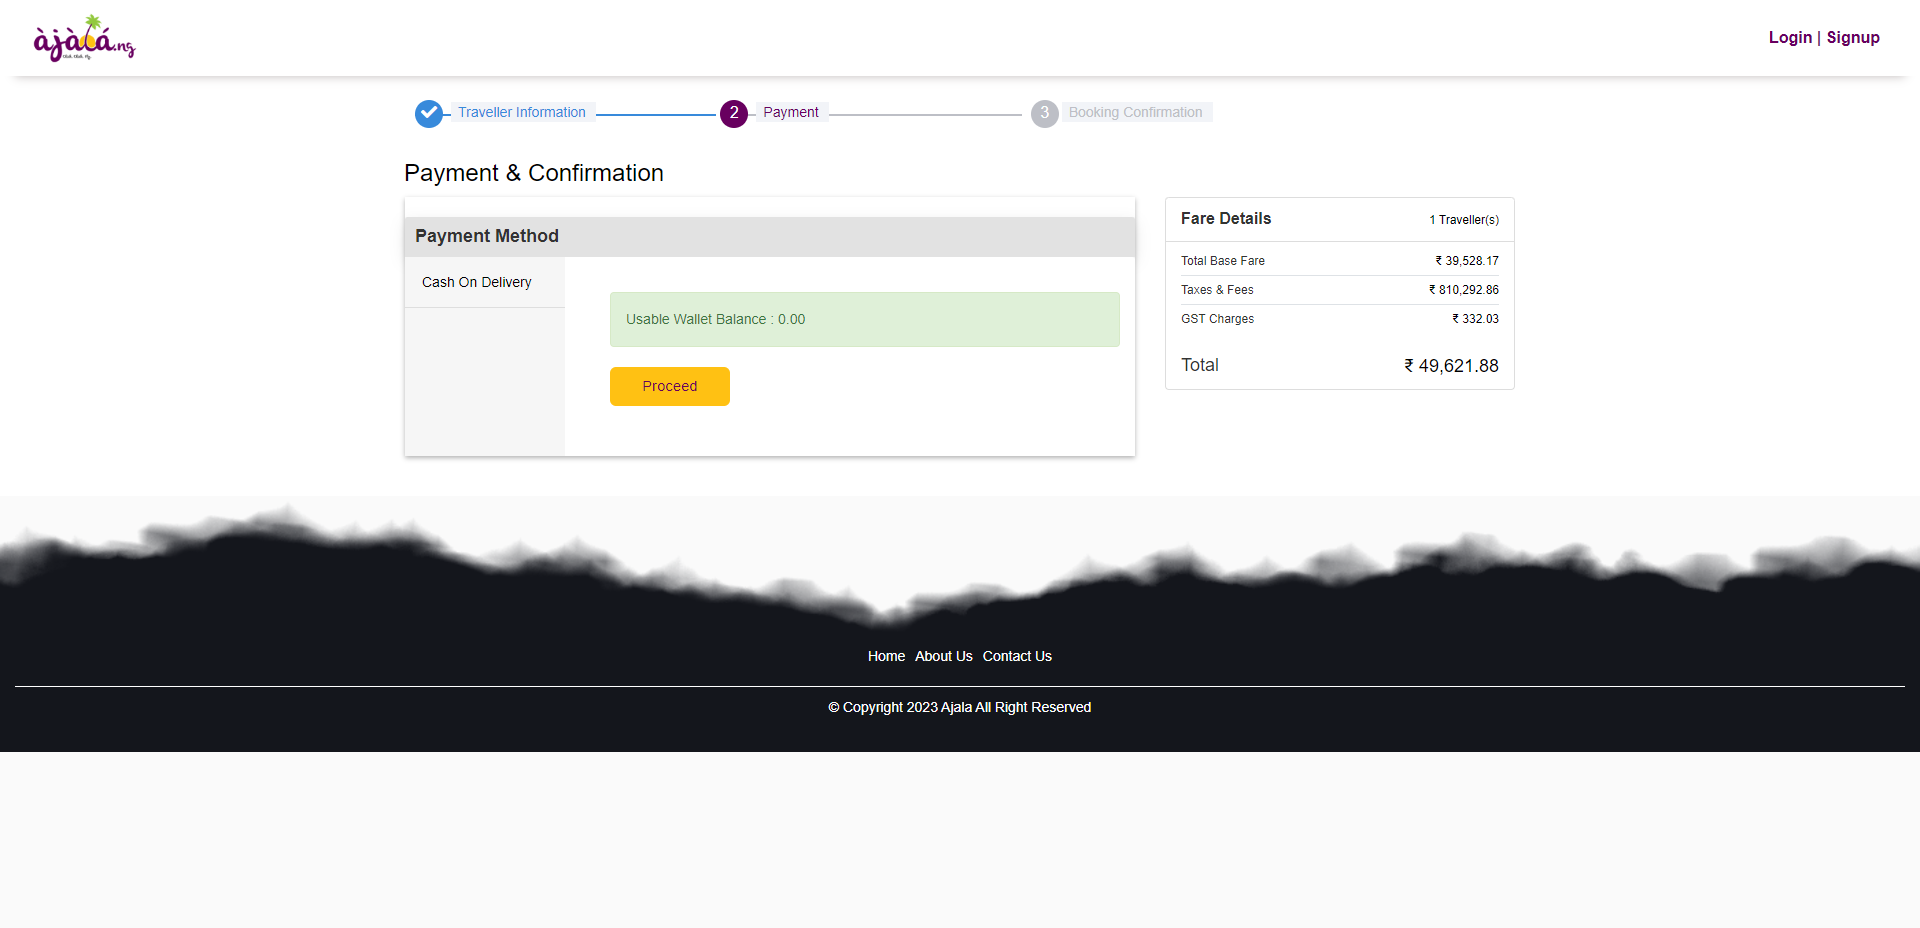 àjàlá.ng
Login | Signup
Traveller Information
2 Payment
3 Booking Confirmation
Payment & Confirmation
Payment Method
Cash On Delivery
Usable Wallet Balance : 0.00
Proceed
Fare Details 1 Traveller(s)
Total Base Fare ₹ 39,528.17
Taxes & Fees ₹ 810,292.86
GST Charges ₹ 332.03
Total ₹ 49,621.88
Home About Us Contact Us
© Copyright 2023 Ajala All Right Reserved